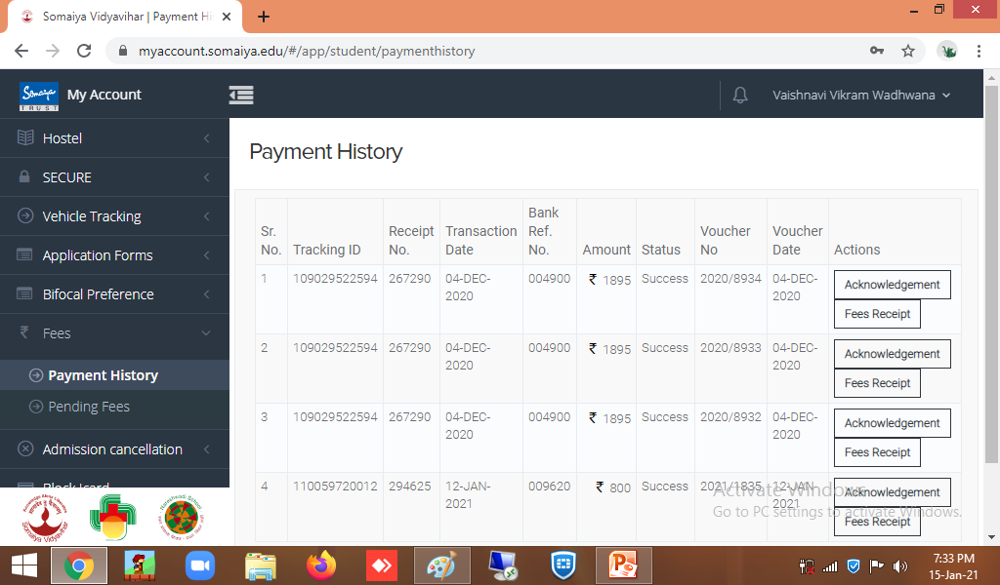 Somaiya Vidyavihar | Payment Hi
myaccount.somaiya.edu/#/app/student/paymenthistory
Somaiya
TRUST
My Account
Vaishnavi Vikram Wadhwana
Hostel
SECURE
Vehicle Tracking
Application Forms
Bifocal Preference
₹ Fees
Payment History
Pending Fees
Admission cancellation
Block Icard
Somaiya Vidyavihar
Payment History
Sr. No. Tracking ID Receipt No. Transaction Date Bank Ref. No. Amount Status Voucher No Voucher Date Actions
1 109029522594 267290 04-DEC-2020 004900 ₹ 1895 Success 2020/8934 04-DEC-2020 Acknowledgement
Fees Receipt
2 109029522594 267290 04-DEC-2020 004900 ₹ 1895 Success 2020/8933 04-DEC-2020 Acknowledgement
Fees Receipt
3 109029522594 267290 04-DEC-2020 004900 ₹ 1895 Success 2020/8932 04-DEC-2020 Acknowledgement
Fees Receipt
4 110059720012 294625 12-JAN-2021 009620 ₹ 800 Success 2021/1835 12-JAN-2021 Acknowledgement
Fees Receipt
Activate Windows
Go to PC settings to activate Windows.
7:33 PM
15-Jan-21